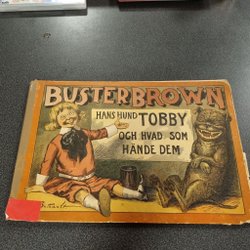 BUSTER BROWN
HANS HUND TOBBY
OCH HVAD SOM
HÄNDE DEM